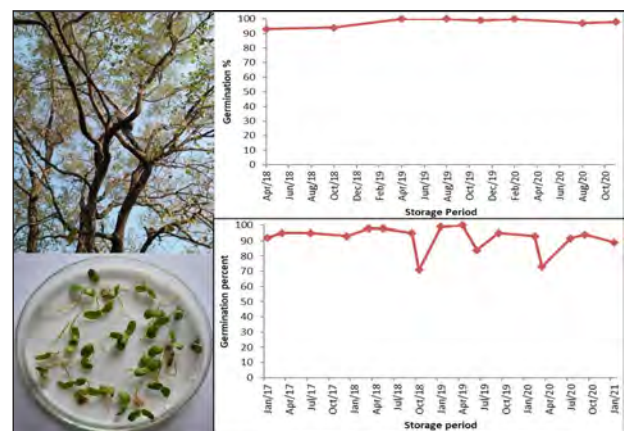 Germination %
100
90
80
70
60
50
40
30
20
10
0
Apr/18
Jun/18
Aug/18
Oct/18
Dec/18
Feb/19
Apr/19
Jun/19
Aug/19
Oct/19
Dec/19
Feb/20
Apr/20
Jun/20
Aug/20
Oct/20
Storage Period
Germination percent
100
90
80
70
60
50
40
30
20
10
0
Jan/17
Apr/17
Jul/17
Oct/17
Jan/18
Apr/18
Jul/18
Oct/18
Jan/19
Apr/19
Jul/19
Oct/19
Jan/20
Apr/20
Jul/20
Oct/20
Jan/21
Storage period